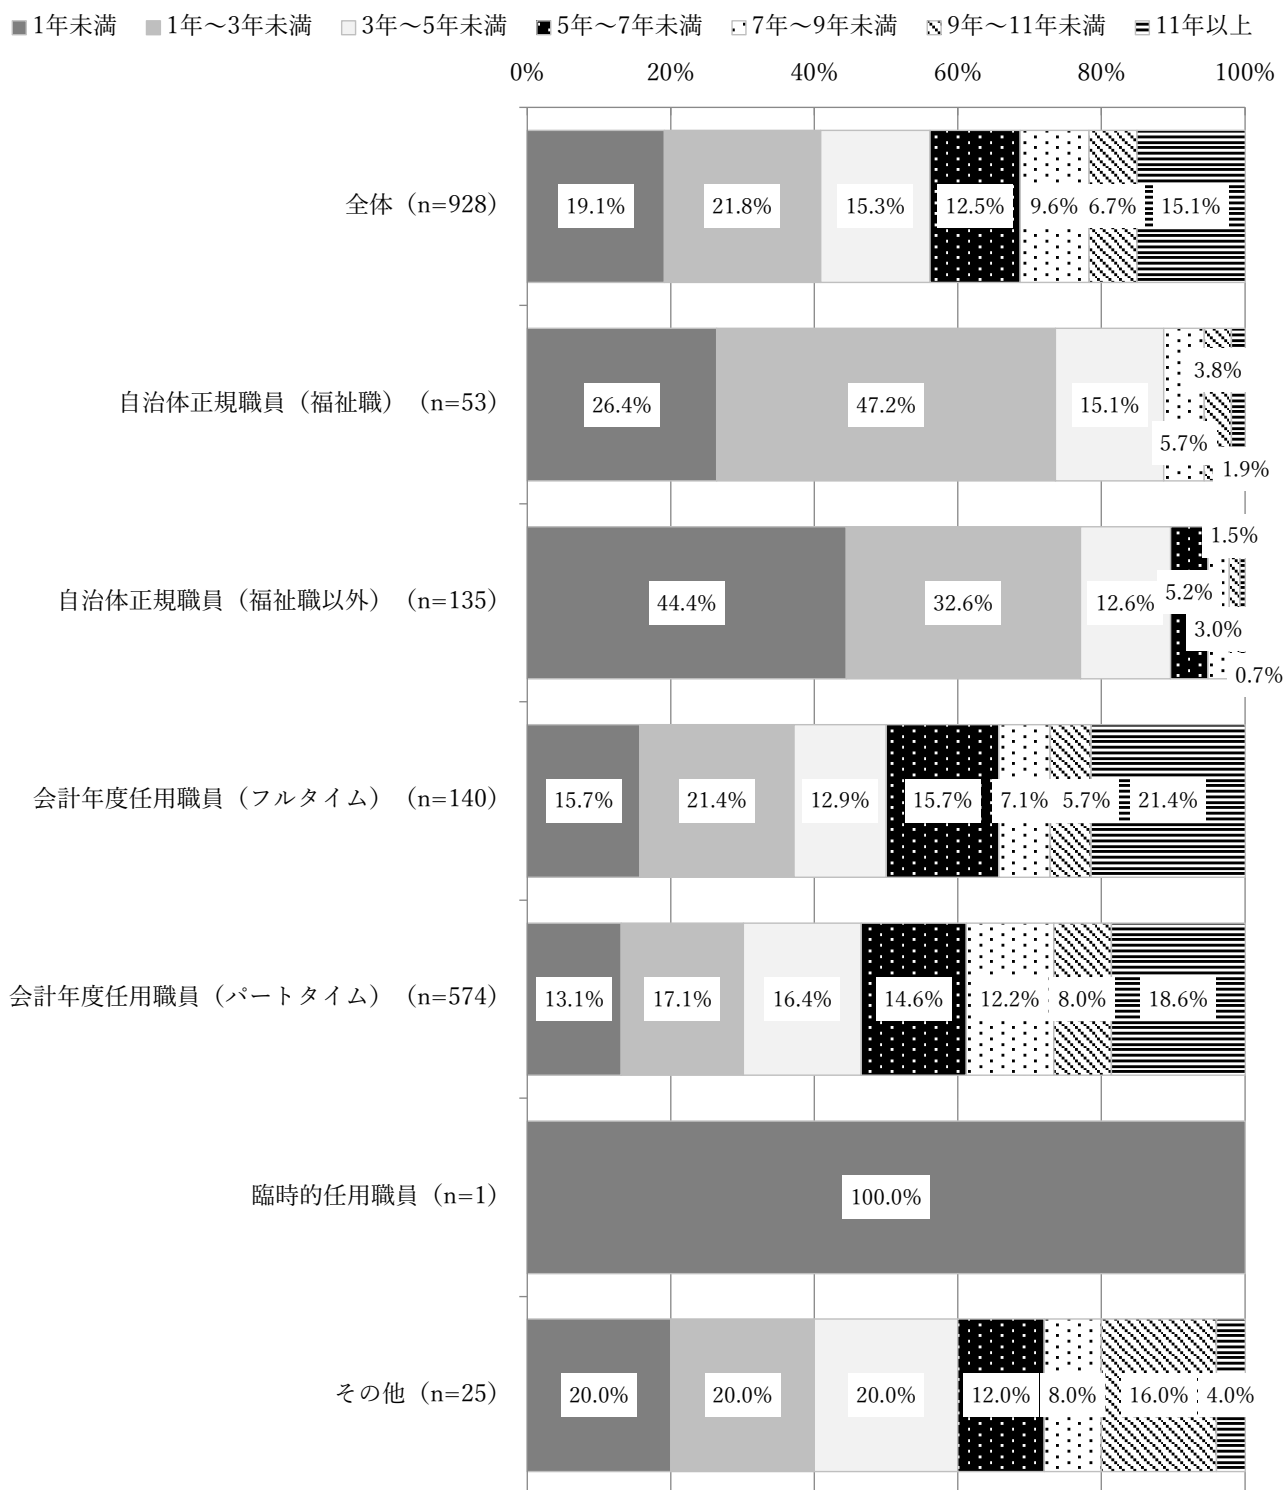 1年未満 1年～3年未満 3年～5年未満 5年～7年未満 7年～9年未満 9年～11年未満 11年以上
0% 20% 40% 60% 80% 100%
全体（n=928） 19.1% 21.8% 15.3% 12.5% 9.6% 6.7% 15.1%
3.8%
自治体正規職員（福祉職）（n=53） 26.4% 47.2% 15.1%
5.7%
1.9%
1.5%
5.2%
自治体正規職員（福祉職以外）（n=135） 44.4% 32.6% 12.6%
3.0%
0.7%
会計年度任用職員（フルタイム）（n=140） 15.7% 21.4% 12.9% 15.7% 7.1% 5.7% 21.4%
会計年度任用職員（パートタイム）（n=574） 13.1% 17.1% 16.4% 14.6% 12.2% 8.0% 18.6%
臨時的任用職員（n=1） 100.0%
その他（n=25） 20.0% 20.0% 20.0% 12.0% 8.0% 16.0% 4.0%